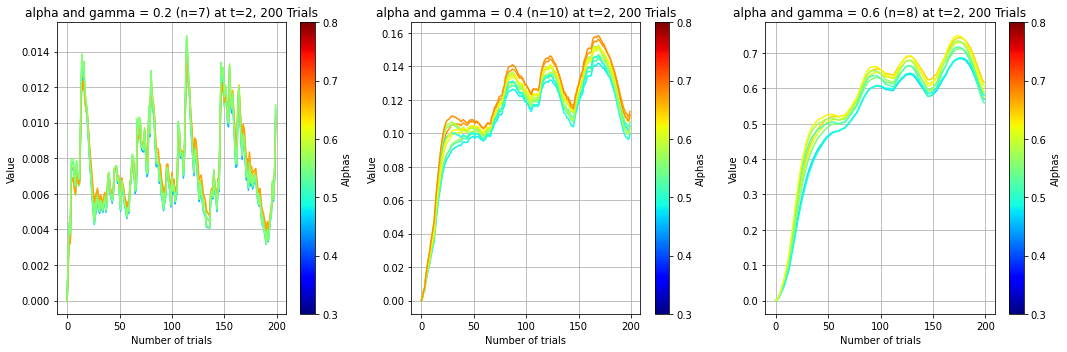 alpha and gamma = 0.2 (n=7) at t=2, 200 Trials
0.014
0.012
0.010
0.008
0.006
0.004
0.002
0.000
Value
0 50 100 150 200
Number of trials
0.8
0.7
0.6
0.5
0.4
0.3
Alphas
alpha and gamma = 0.4 (n=10) at t=2, 200 Trials
0.16
0.14
0.12
0.10
0.08
0.06
0.04
0.02
0.00
Value
0 50 100 150 200
Number of trials
0.8
0.7
0.6
0.5
0.4
0.3
Alphas
alpha and gamma = 0.6 (n=8) at t=2, 200 Trials
0.7
0.6
0.5
0.4
0.3
0.2
0.1
0.0
Value
0 50 100 150 200
Number of trials
0.8
0.7
0.6
0.5
0.4
0.3
Alphas